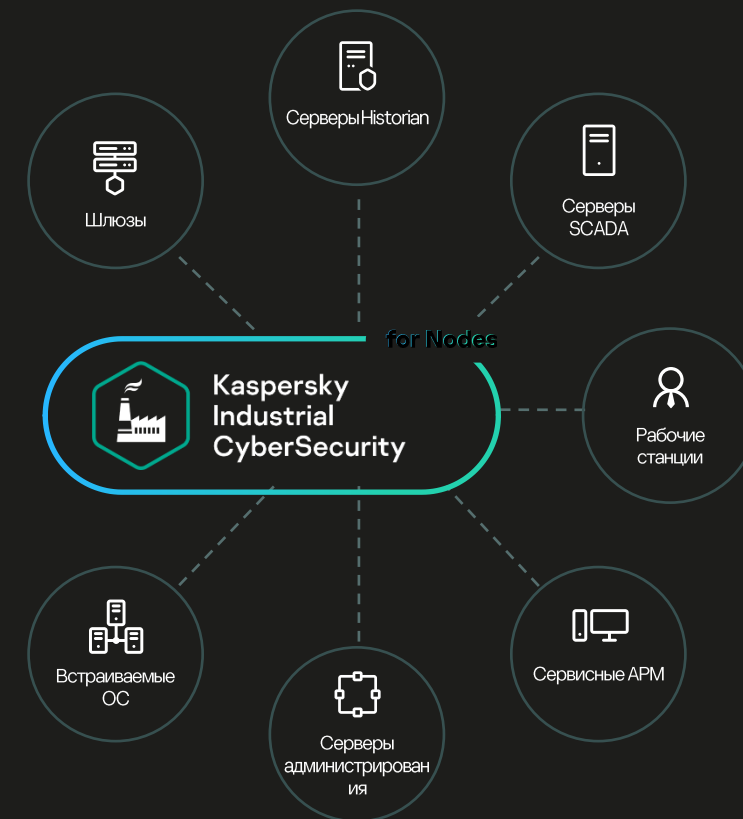 Серверы Historian
Шлюзы
Серверы
SCADA
for Nodes
Kaspersky
Industrial
CyberSecurity
Рабочие
станции
Встраиваемые
ОС
Сервисные АРМ
Серверы
администрирован
ия